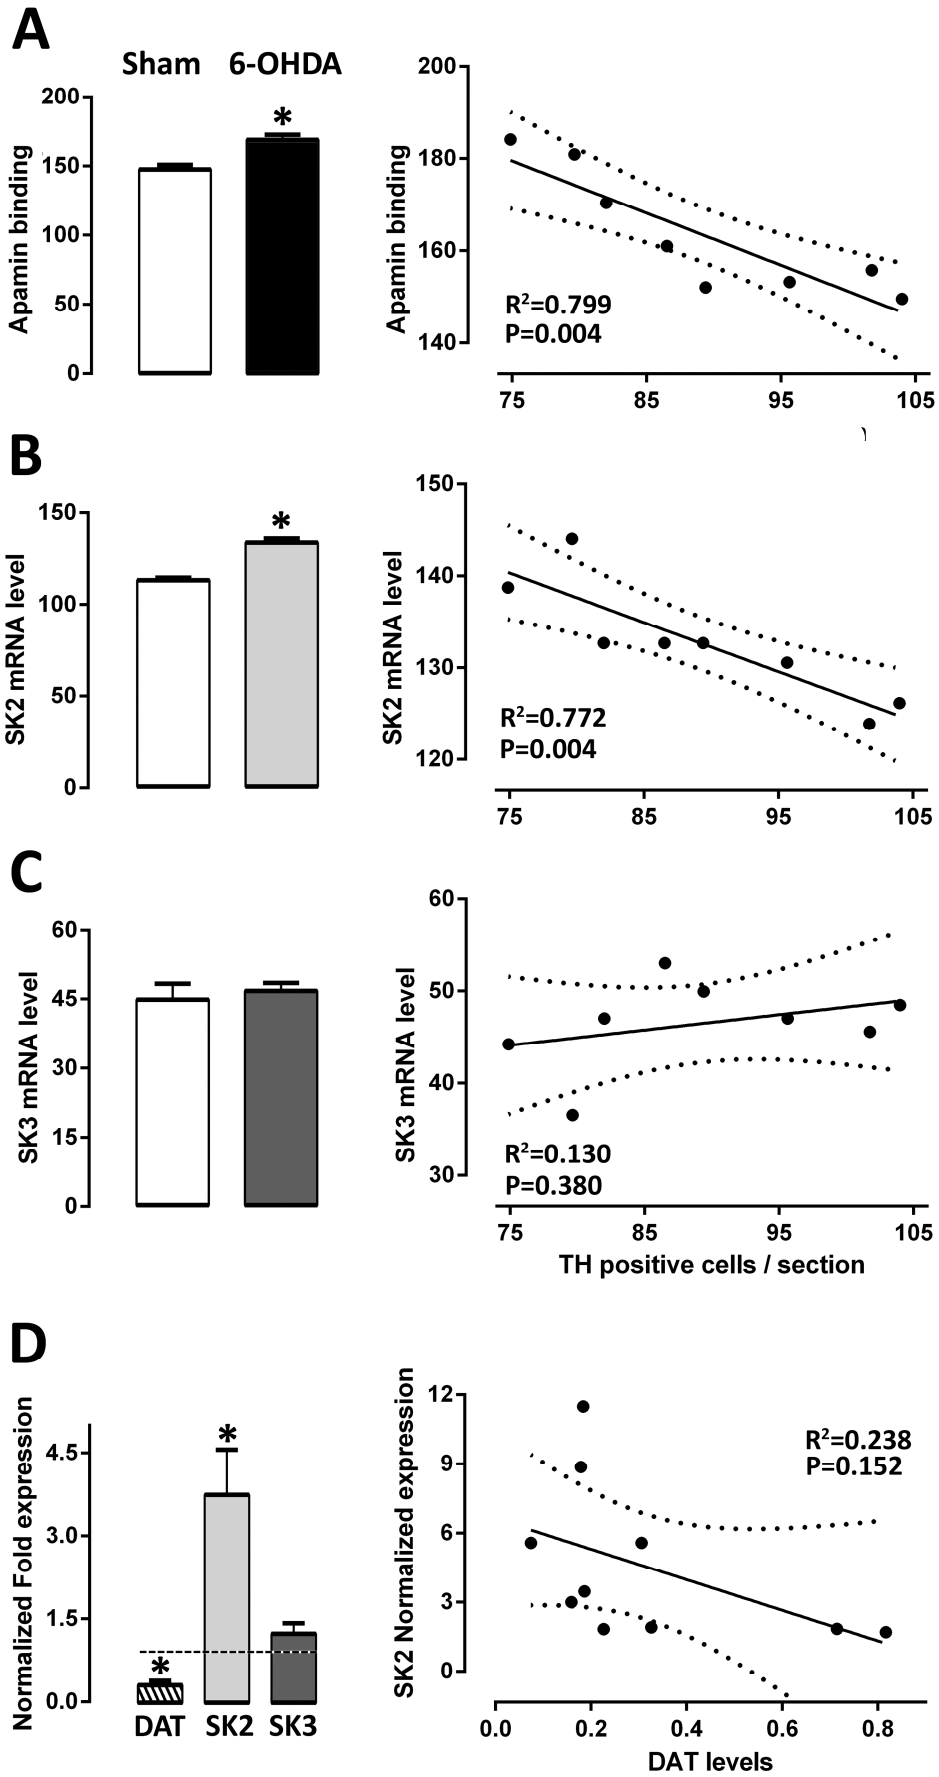 A
Sham 6-OHDA
Apamin binding
200
150
100
50
0
*
Apamin binding
200
180
160
140
R²=0.799
P=0.004
75 85 95 105
B
SK2 mRNA level
150
100
50
0
*
SK2 mRNA level
150
140
130
120
R²=0.772
P=0.004
75 85 95 105
C
SK3 mRNA level
60
45
30
15
0
SK3 mRNA level
60
50
40
30
R²=0.130
P=0.380
75 85 95 105
TH positive cells / section
D
Normalized Fold expression
4.5
3.0
1.5
0.0
*
*
DAT SK2 SK3
SK2 Normalized expression
12
9
6
3
0
R²=0.238
P=0.152
0.0 0.2 0.4 0.6 0.8
DAT levels